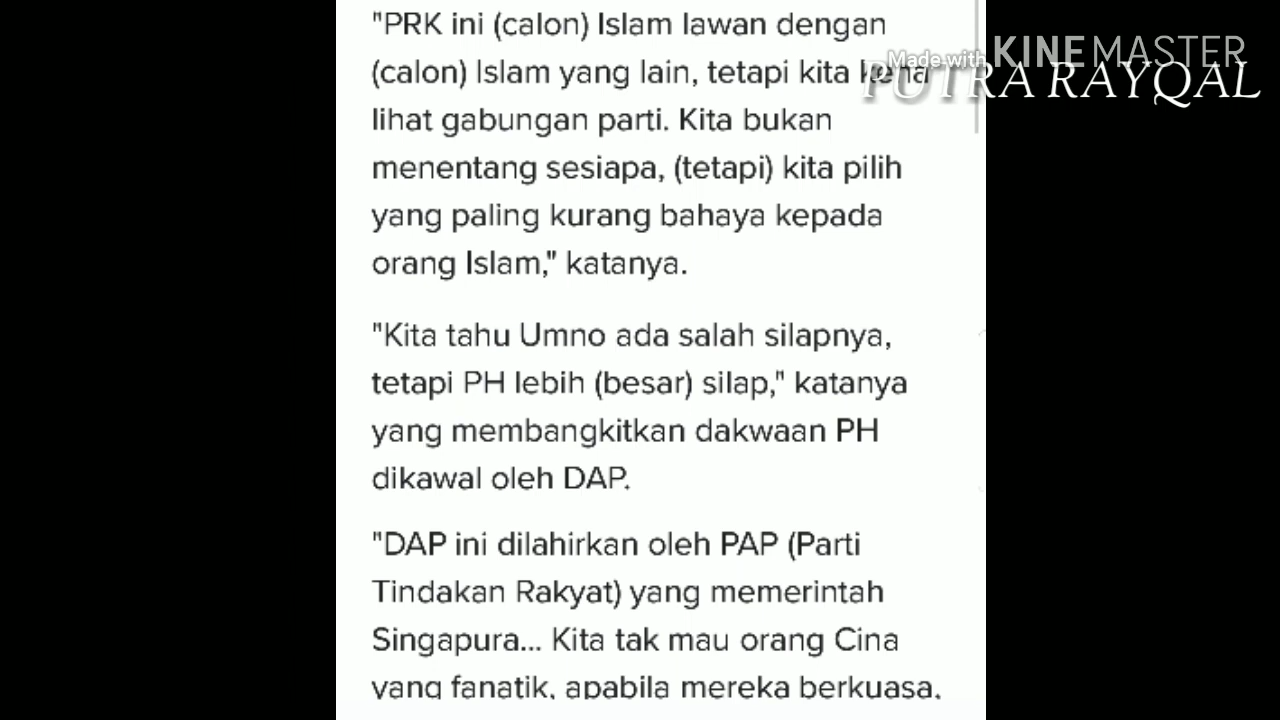 "PRK ini (calon) Islam lawan dengan
(calon) Islam yang lain, tetapi kita kena
lihat gabungan parti. Kita bukan
menentang sesiapa, (tetapi) kita pilih
yang paling kurang bahaya kepada
orang Islam," katanya.
"Kita tahu Umno ada salah silapnya,
tetapi PH lebih (besar) silap," katanya
yang membangkitkan dakwaan PH
dikawal oleh DAP.
"DAP ini dilahirkan oleh PAP (Parti
Tindakan Rakyat) yang memerintah
Singapura... Kita tak mau orang Cina
yang fanatik, apabila mereka berkuasa,
Made with KINEMASTER
PUTRA RAYQAL